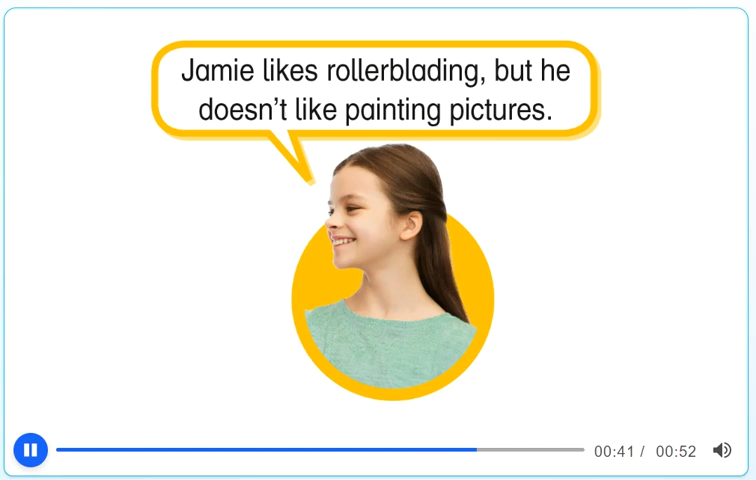 Jamie likes rollerblading, but he
doesn't like painting pictures.
00:41 / 00:52